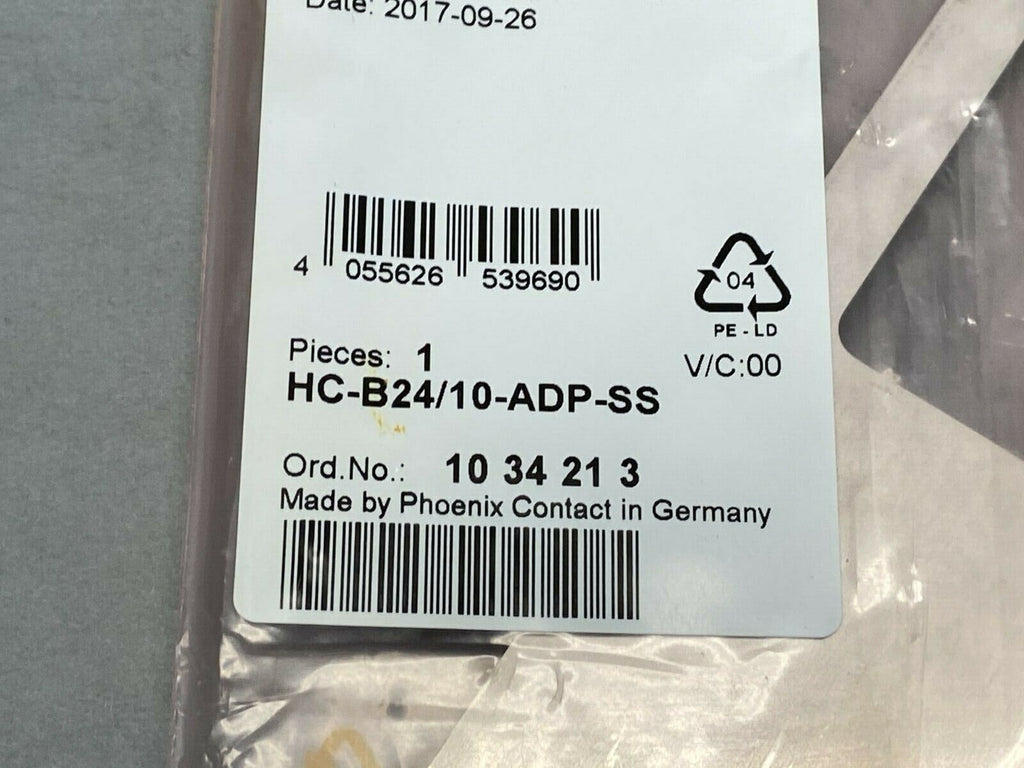 Date: 2017-09-26
4 055626 539690
04
PE-LD
Pieces: 1
V/C:00
HC-B24/10-ADP-SS
Ord.No.: 10 34 21 3
Made by Phoenix Contact in Germany